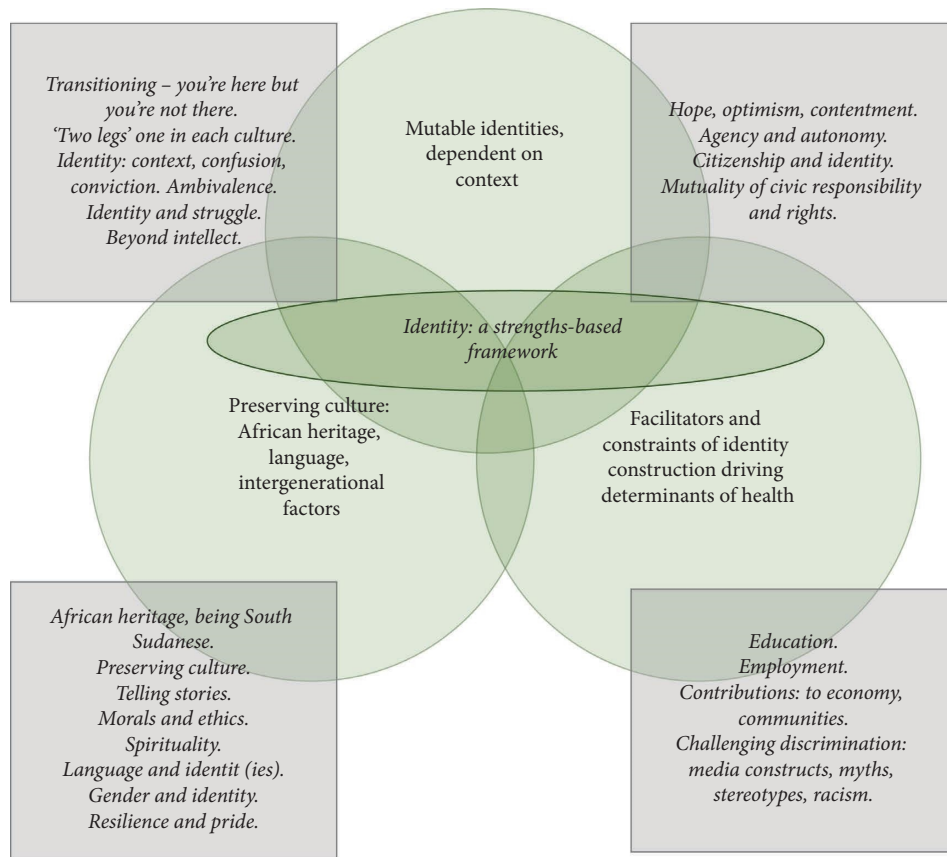 Transitioning – you're here but
you're not there.
'Two legs' one in each culture.
Identity: context, confusion,
conviction. Ambivalence.
Identity and struggle.
Beyond intellect.
Mutable identities,
dependent on
context
Hope, optimism, contentment.
Agency and autonomy.
Citizenship and identity.
Mutuality of civic responsibility
and rights.
Identity: a strengths-based
framework
Preserving culture:
African heritage,
language,
intergenerational
factors
Facilitators and
constraints of identity
construction driving
determinants of health
African heritage, being South
Sudanese.
Preserving culture.
Telling stories.
Morals and ethics.
Spirituality.
Language and identit (ies).
Gender and identity.
Resilience and pride.
Education.
Employment.
Contributions: to economy,
communities.
Challenging discrimination:
media constructs, myths,
stereotypes, racism.